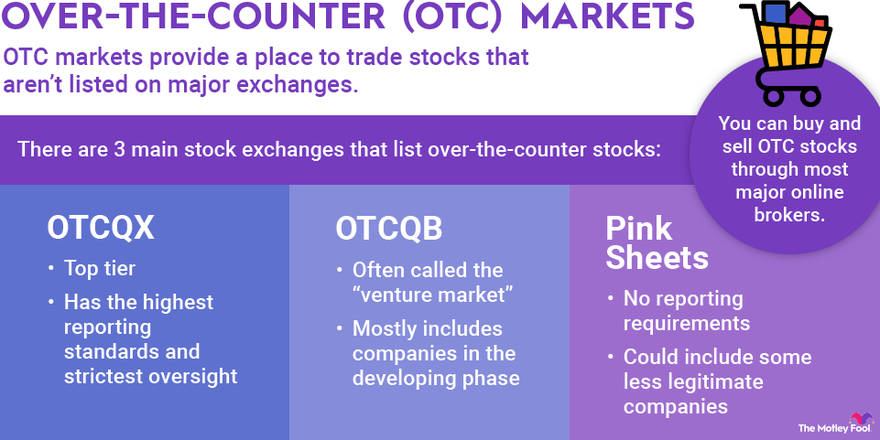 OVER-THE-COUNTER (OTC) MARKETS
OTC markets provide a place to trade stocks that
aren’t listed on major exchanges.
You can buy and
sell OTC stocks
through most
major online
brokers.
There are 3 main stock exchanges that list over-the-counter stocks:
OTCQX
• Top tier
• Has the highest
reporting
standards and
strictest oversight
OTCQB
• Often called the
“venture market”
• Mostly includes
companies in the
developing phase
Pink
Sheets
• No reporting
requirements
• Could include some
less legitimate
companies
The Motley Fool